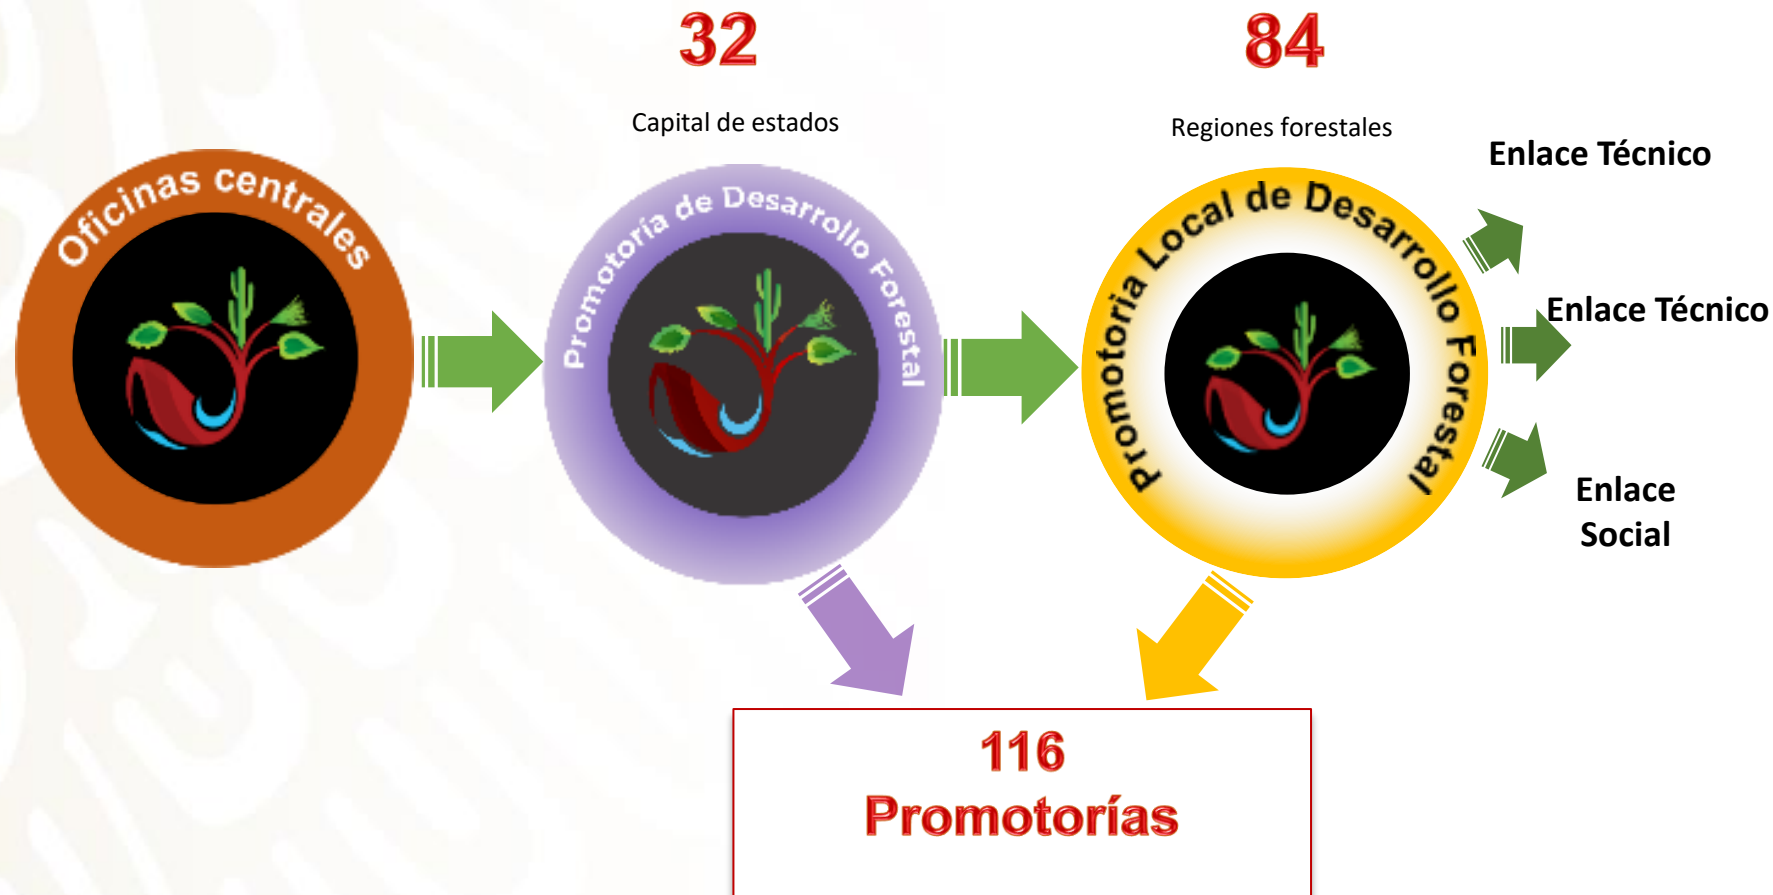 32
84
Capital de estados
Regiones forestales
Oficinas centrales
Promotoría de Desarrollo Forestal
Promotoria Local de Desarrollo Forestal
Enlace Técnico
Enlace Técnico
Enlace
Social
116
Promotorías